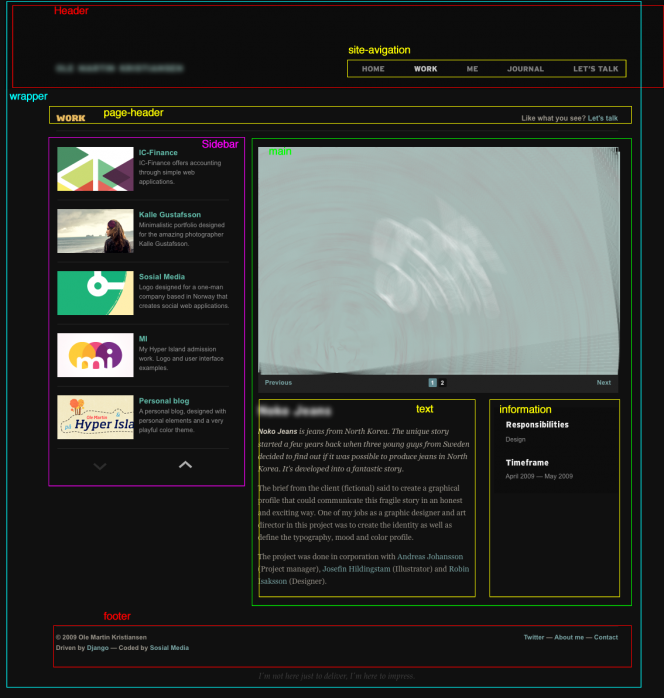 Header
site-avigation
HOME WORK ME JOURNAL LET'S TALK
wrapper
page-header
WORK
Like what you see? Let's talk
Sidebar
main
IC-Finance
IC-Finance offers accounting
through simple web
applications.
Kalle Gustafsson
Minimalistic portfolio designed
for the amazing photographer
Kalle Gustafsson.
Sosial Media
Logo designed for a one-man
company based in Norway that
creates social web applications.
MI
My Hyper Island admission
work. Logo and user interface
examples.
Personal blog
A personal blog, designed with
personal elements and a very
playful color theme.
mi
Ole Martin
Hyper Isla
Previous
1 2
Next
text
information
Noko Jeans
Noko Jeans is jeans from North Korea. The unique story
started a few years back when three young guys from Sweden
decided to find out if it was possible to produce jeans in North
Korea. It's developed into a fantastic story.
The brief from the client (fictional) said to create a graphical
profile that could communicate this fragile story in an honest
and exciting way. One of my jobs as a graphic designer and art
director in this project was to create the identity as well as
define the typography, mood and color profile.
The project was done in corporation with Andreas Johansson
(Project manager), Josefin Hildingstam (Illustrator) and Robin
Isaksson (Designer).
Responsibilities
Design
Timeframe
April 2009 — May 2009
footer
© 2009 Ole Martin Kristiansen
Driven by Django — Coded by Sosial Media
Twitter — About me — Contact
I'm not here just to deliver, I'm here to impress.